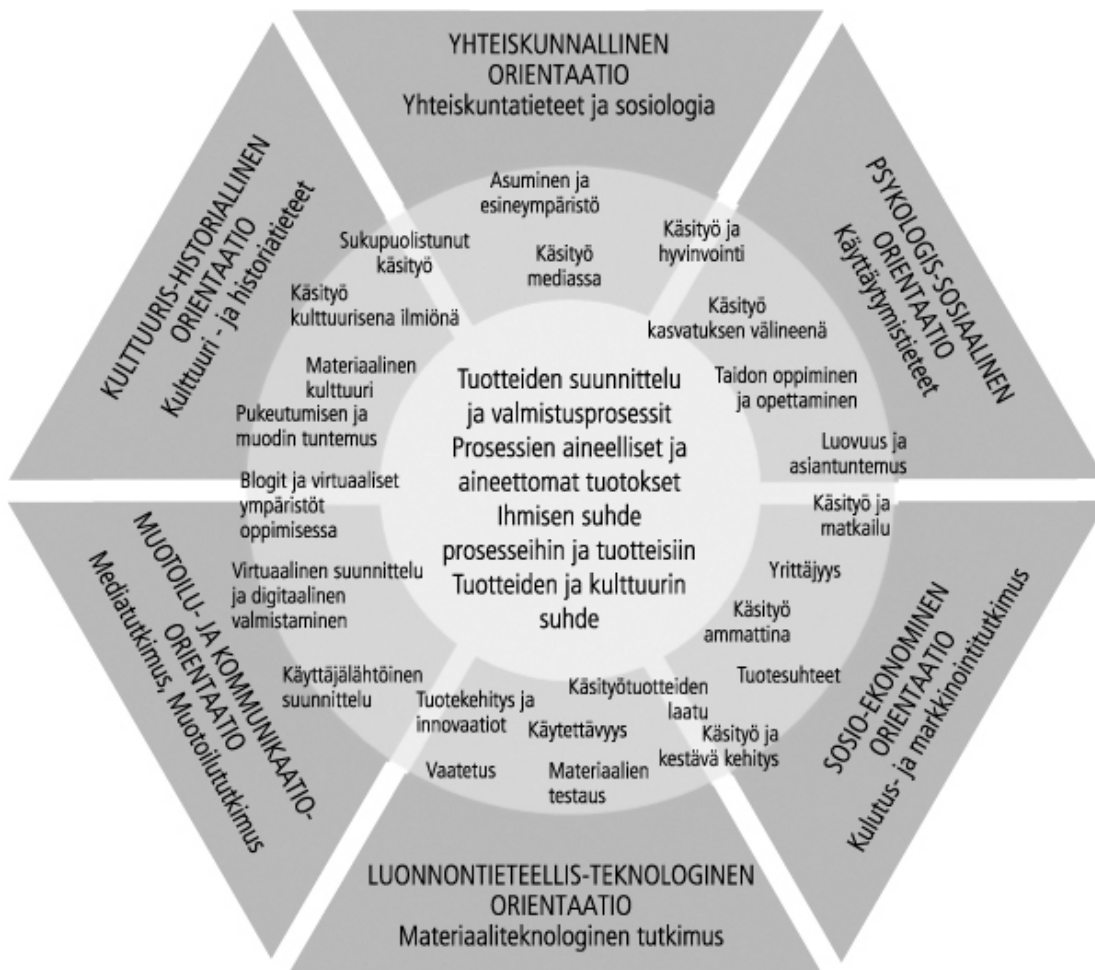 YHTEISKUNNALLINEN
ORIENTAATIO
Yhteiskuntatieteet ja sosiologia
KULTTUURIS-HISTORIALLINEN
ORIENTAATIO
Kulttuuri - ja historiatieteet
PSYKOLOGIS-SOSIAALINEN
ORIENTAATIO
Käyttäytymistieteet
Asuminen ja
esineympäristö
Sukupuolistunut
käsityö
Käsityö
mediassa
Käsityö ja
hyvinvointi
Käsityö
kulttuurisena ilmiönä
Käsityö
kasvatuksen välineenä
Materiaalinen
kulttuuri
Taidon oppiminen
ja opettaminen
Pukeutumisen ja
muodin tuntemus
Luovuus ja
asiantuntemus
Tuotteiden suunnittelu
ja valmistusprosessit
Prosessien aineelliset ja
aineettomat tuotokset
Ihmisen suhde
prosesseihin ja tuotteisiin
Tuotteiden ja kulttuurin
suhde
Blogit ja virtuaaliset
ympäristöt
oppimisessa
Käsityö ja
matkailu
Virtuaalinen suunnittelu
ja digitaalinen
valmistaminen
Yrittäjyys
Käsityö
ammattina
Käyttäjälähtöinen
suunnittelu
Tuotesuhteet
Tuotekehitys ja
innovaatiot
Käsityötuotteiden
laatu
Käytettävyys
Käsityö ja
kestävä kehitys
Vaatetus
Materiaalien
testaus
MUOTOILU- JA KOMMUNIKAATIO-
ORIENTAATIO
Mediatutkimus, Muotoilututkimus
SOSIO-EKONOMINEN
ORIENTAATIO
Kulutus- ja markkinointitutkimus
LUONNONTIETEELLIS-TEKNOLOGINEN
ORIENTAATIO
Materiaaliteknologinen tutkimus